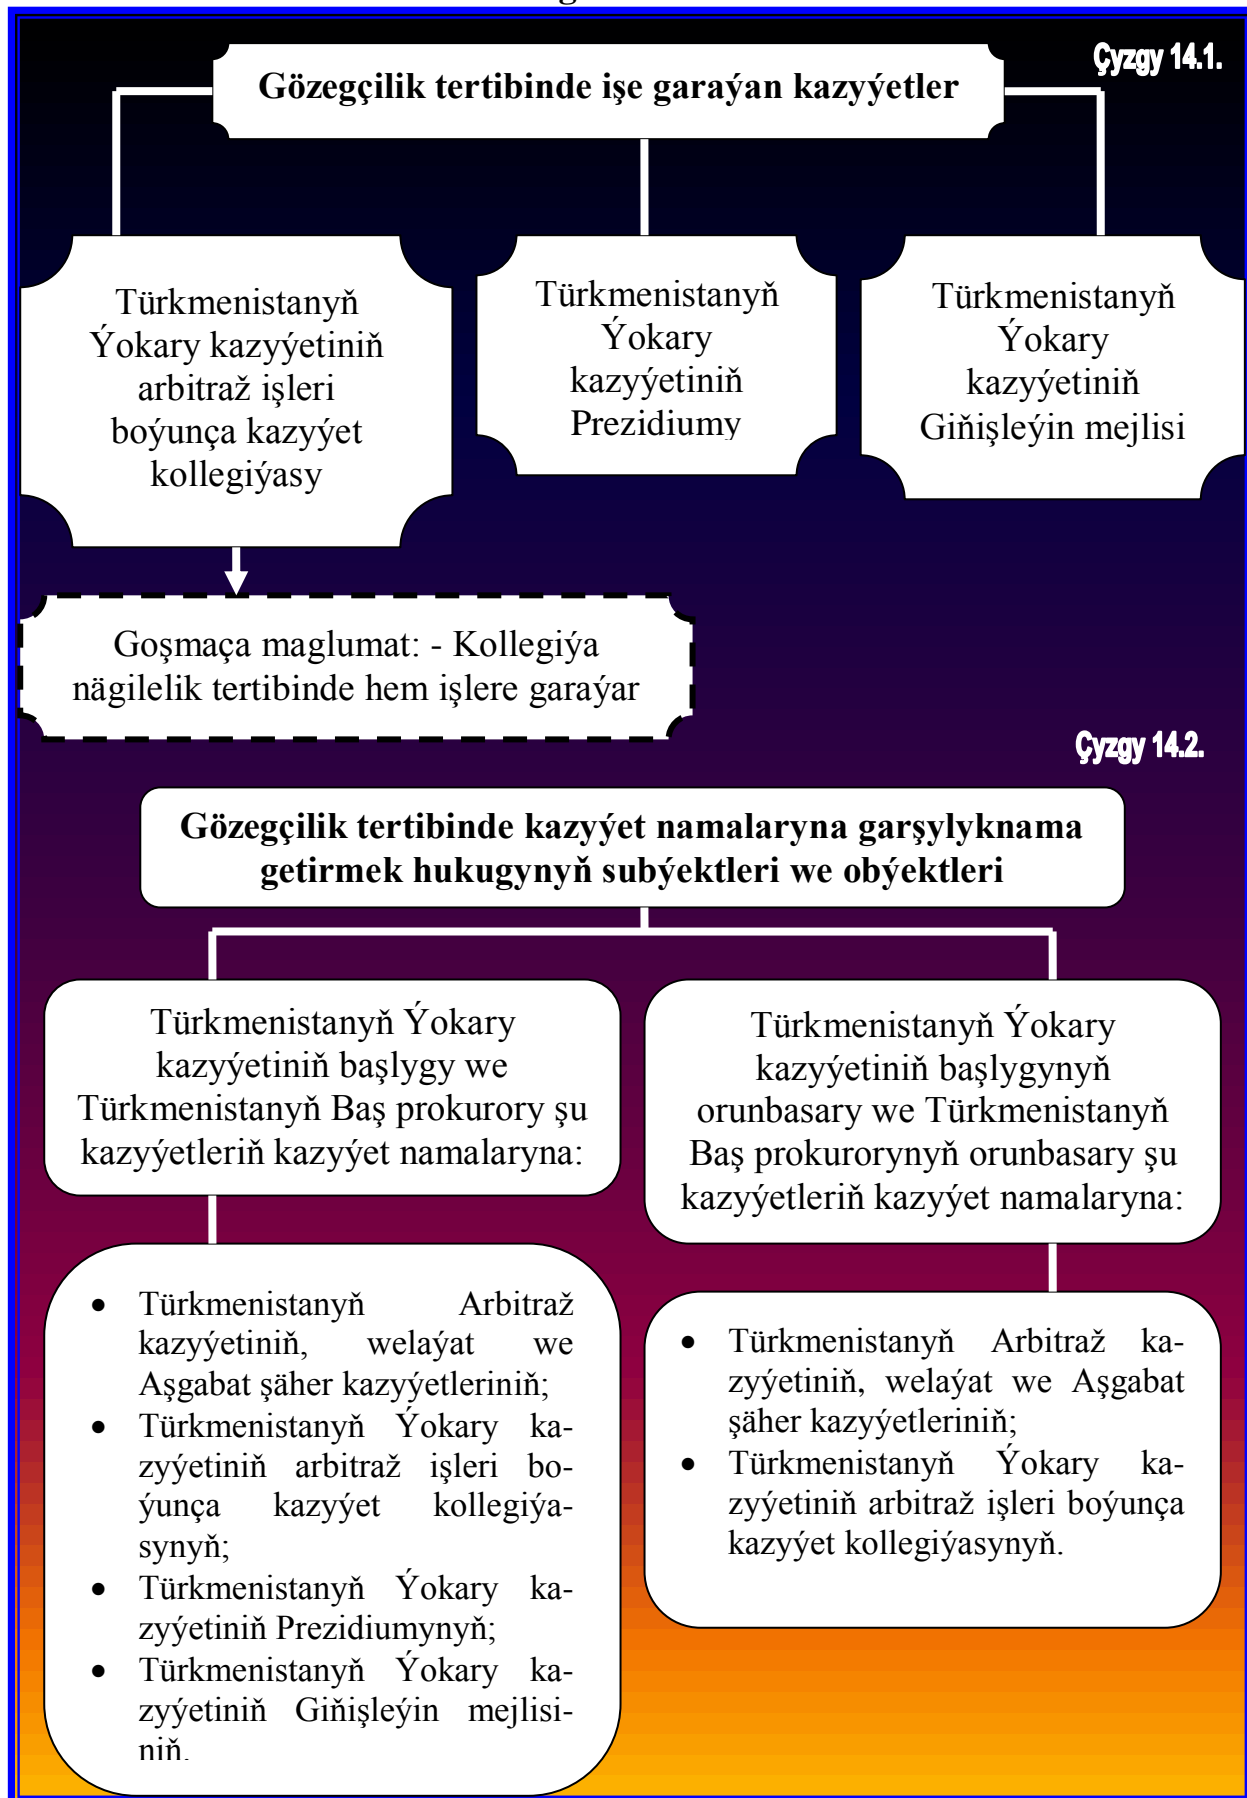 Çyzgy 14.1.
Gözegçilik tertibinde işe garaýan kazyýetler
Türkmenistanyň
Ýokary kazyýetiniň
arbitraž işleri
boýunça kazyýet
kollegiýasy
Türkmenistanyň
Ýokary
kazyýetiniň
Prezidiumy
Türkmenistanyň
Ýokary
kazyýetiniň
Giňişleýin mejlisi
Goşmaça maglumat: - Kollegiýa
nägilelik tertibinde hem işlere garaýar
Çyzgy 14.2.
Gözegçilik tertibinde kazyýet namalaryna garşylyknama
getirmek hukugynyň subýektleri we obýektleri
Türkmenistanyň Ýokary
kazyýetiniň başlygy we
Türkmenistanyň Baş prokurory şu
kazyýetleriň kazyýet namalaryna:
Türkmenistanyň Ýokary
kazyýetiniň başlygynyň
orunbasary we Türkmenistanyň
Baş prokurorynyň orunbasary şu
kazyýetleriň kazyýet namalaryna:
• Türkmenistanyň Arbitraž
kazyýetiniň, welaýat we
Aşgabat şäher kazyýetleriniň;
• Türkmenistanyň Ýokary ka-
zyýetiniň arbitraž işleri bo-
ýunça kazyýet kollegiýa-
synyň;
• Türkmenistanyň Ýokary ka-
zyýetiniň Prezidiumynyň;
• Türkmenistanyň Ýokary ka-
zyýetiniň Giňişleýin mejlisi-
niň.
• Türkmenistanyň Arbitraž ka-
zyýetiniň, welaýat we Aşgabat
şäher kazyýetleriniň;
• Türkmenistanyň Ýokary ka-
zyýetiniň arbitraž işleri boýunça
kazyýet kollegiýasynyň.